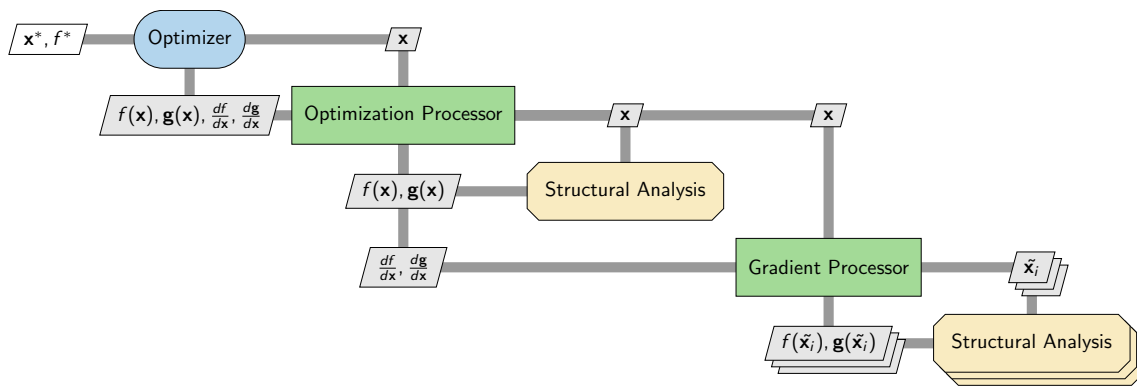 x*, f*
Optimizer
x
f(x), g(x), df/dx, dg/dx
Optimization Processor
x
x
f(x), g(x)
Structural Analysis
df/dx, dg/dx
Gradient Processor
x̃ᵢ
f(x̃ᵢ), g(x̃ᵢ)
Structural Analysis